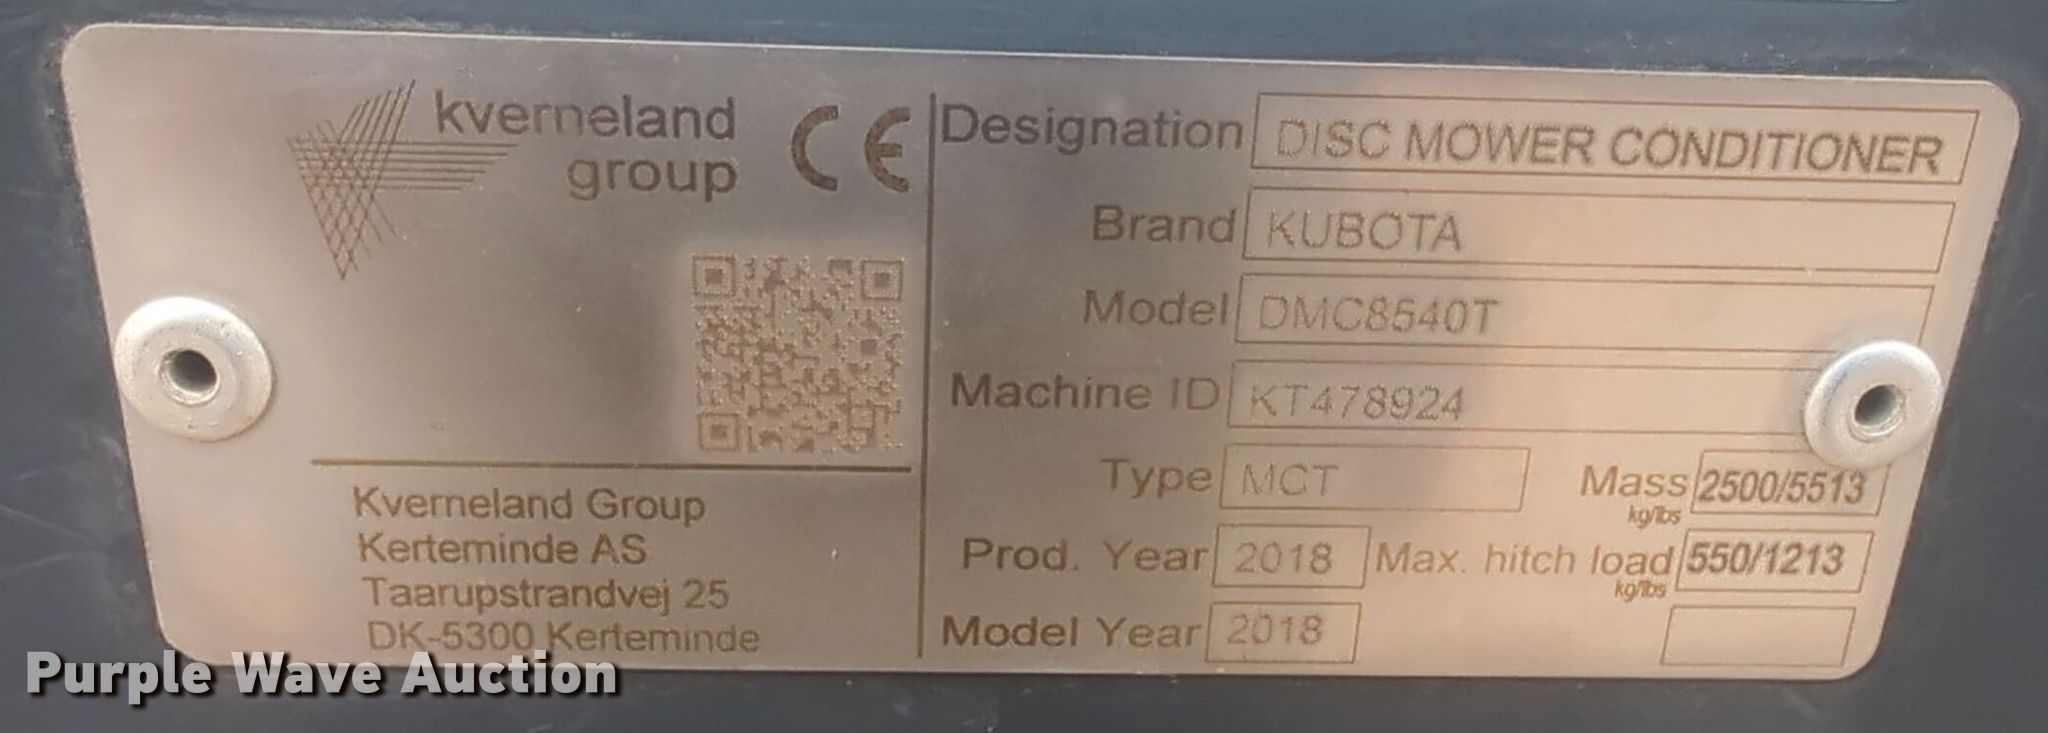 kverneland
group
CE
Kverneland Group
Kerteminde AS
Taarupstrandvej 25
DK-5300 Kerteminde
Designation DISC MOWER CONDITIONER
Brand KUBOTA
Model DMC8540T
Machine ID KT478924
Type MCT Mass 2500/5513
kg/lbs
Prod. Year 2018 Max. hitch load 550/1213
kg/lbs
Model Year 2018
Purple Wave Auction